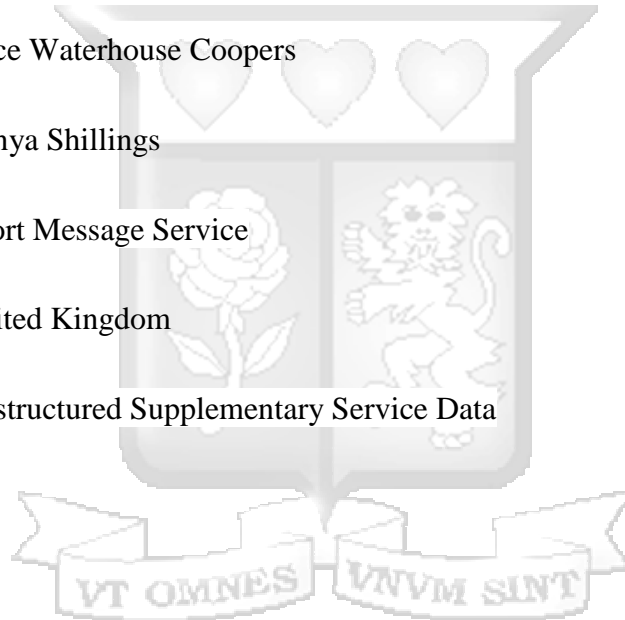 ce Waterhouse Coopers
nya Shillings
ort Message Service
ited Kingdom
structured Supplementary Service Data
VT OMNES VNVM SINT